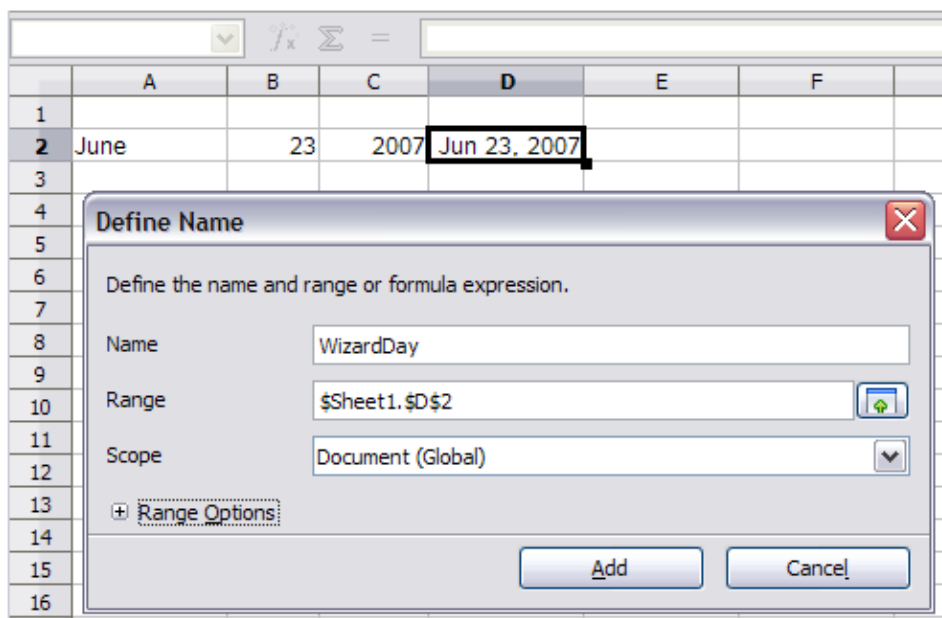 fx Σ =
A B C D E F
1
2 June 23 2007 Jun 23, 2007
3
4
Define Name
5
6
Define the name and range or formula expression.
7
8 Name WizardDay
9
10 Range $Sheet1.$D$2
11
12 Scope Document (Global)
13 Range Options
14
15 Add Cancel
16